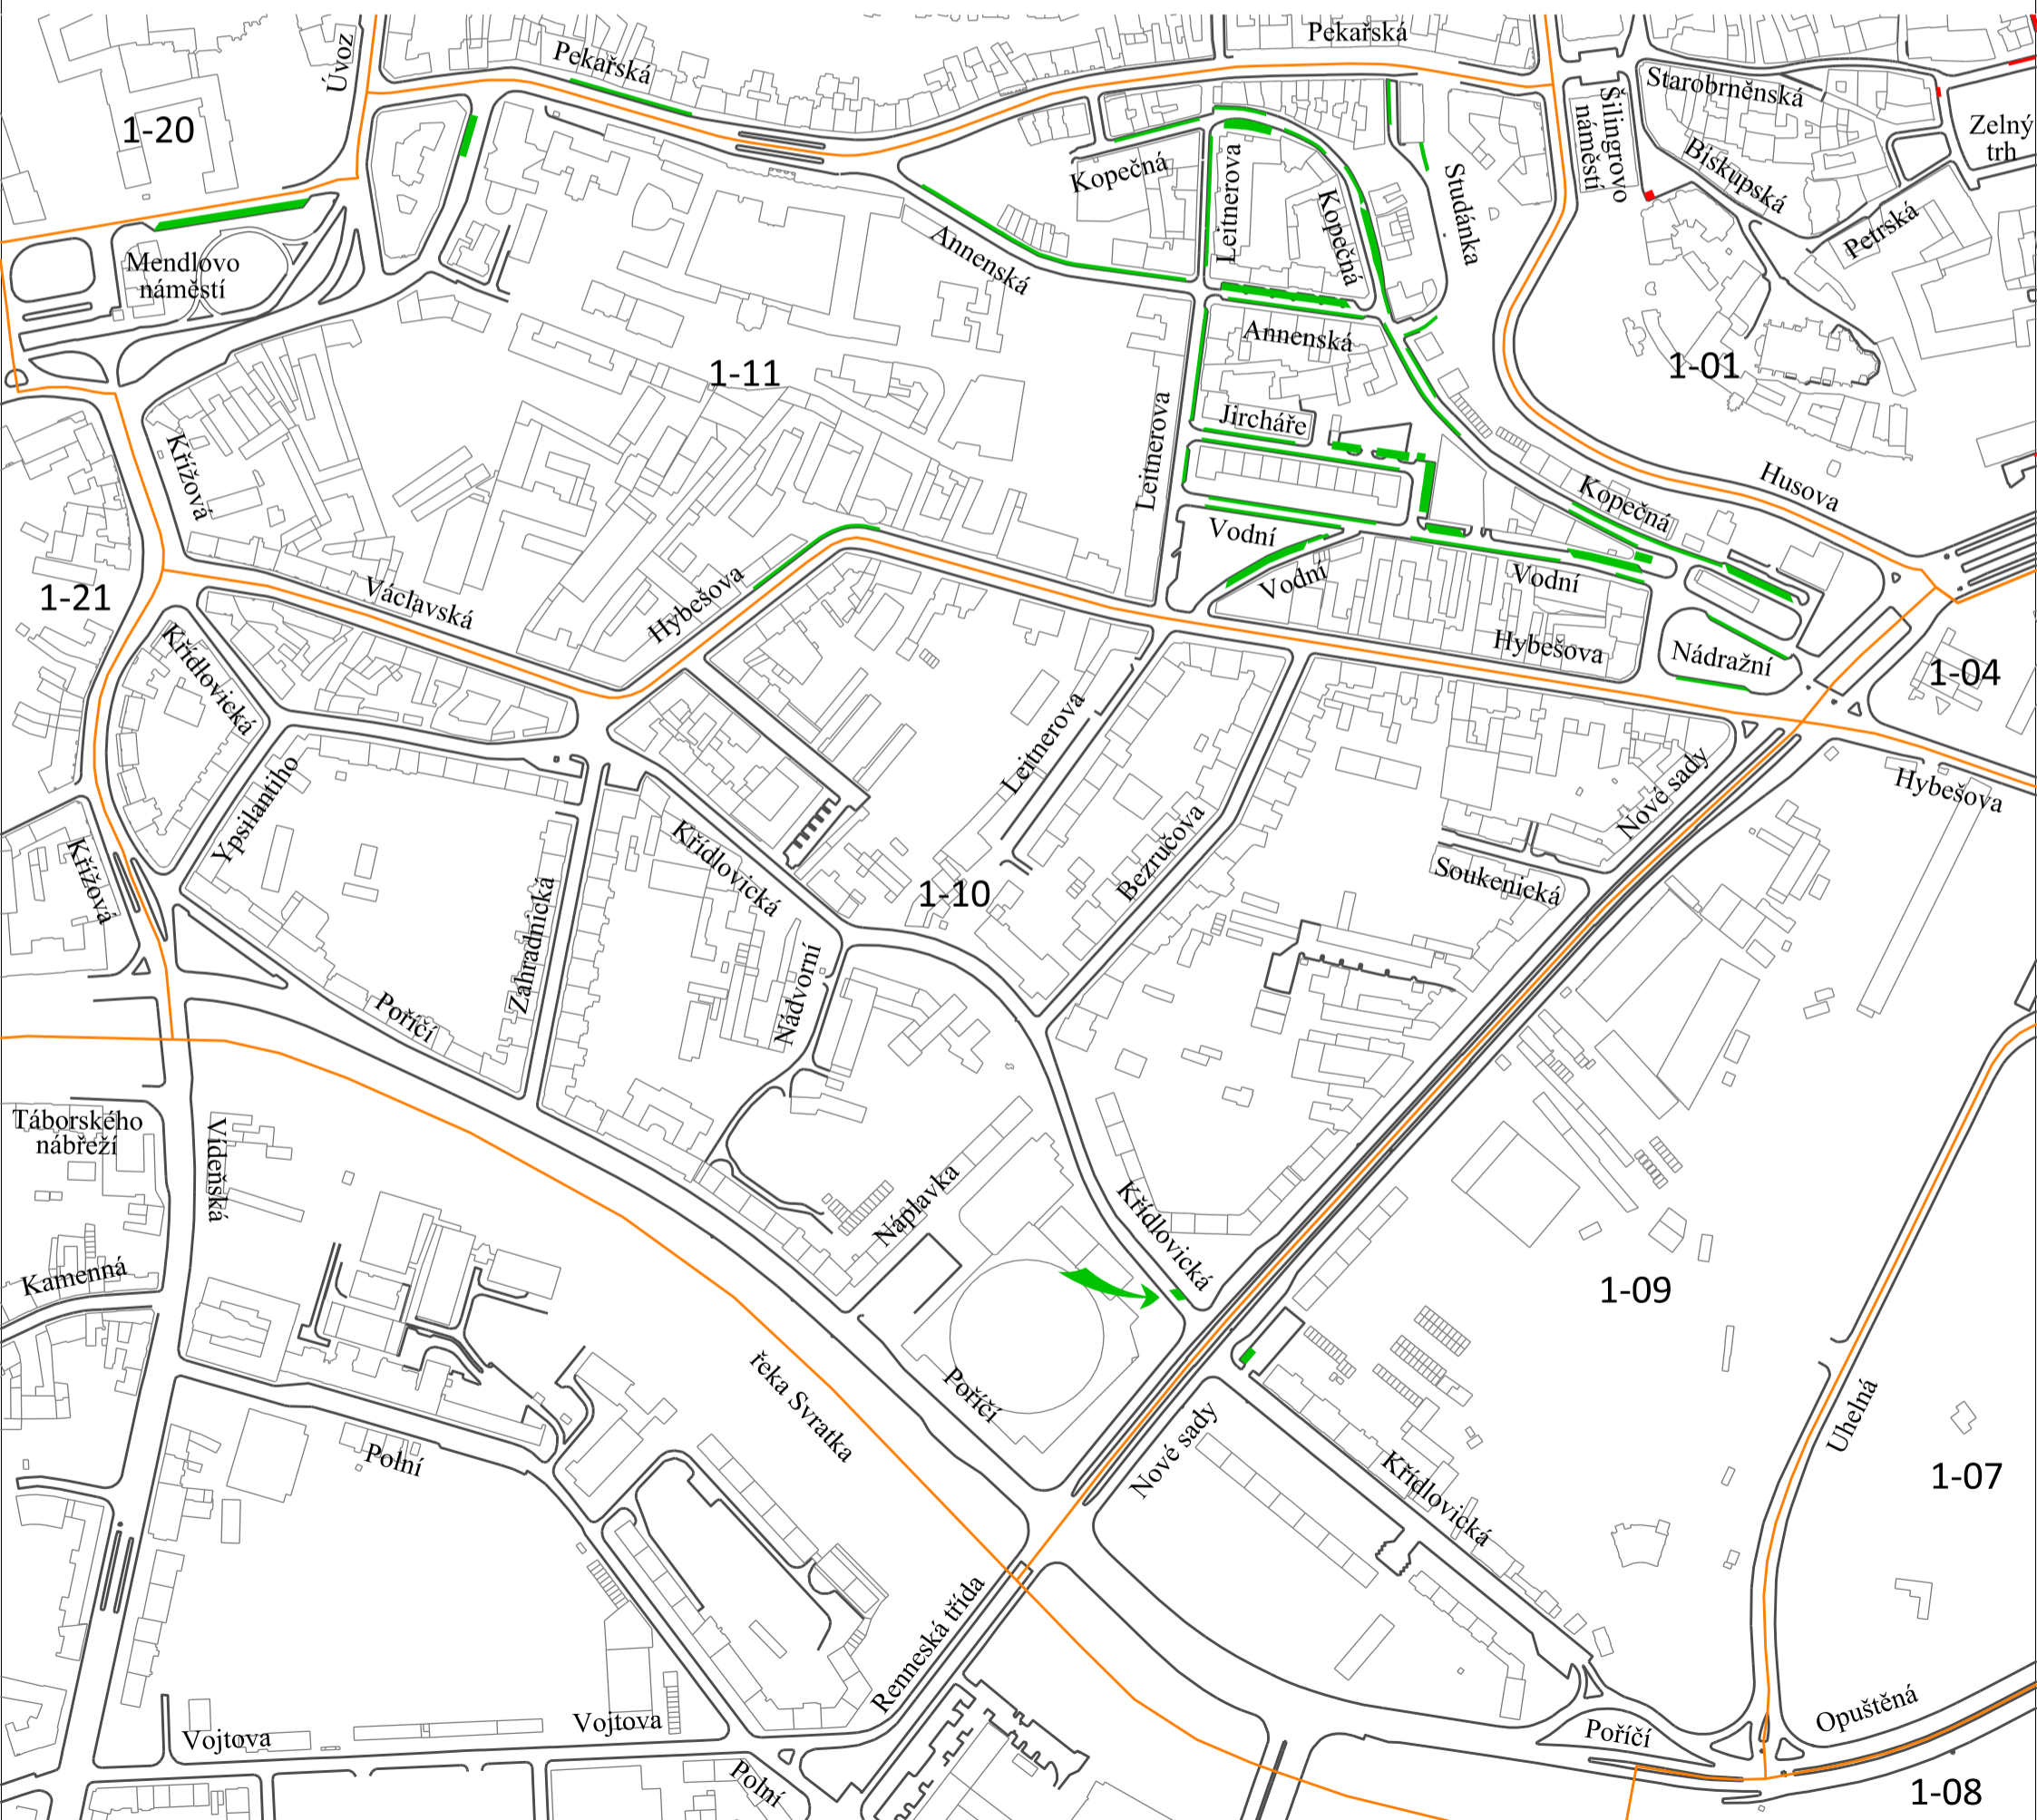 Pekařská
Úvoz
Pekařská
Starobrněnská
Šilingrovo
náměstí
Zelný
trh
1-20
Biskupská
Kopečná
Leitnerova
Kopečná
Studánka
Petrská
Annenská
Mendlovo
náměstí
Annenská
1-11
1-01
Jircháře
Křížová
Leitnerova
Husova
Kopečná
Vodní
Vodní
Vodní
1-21
Václavská
Hybešova
Hybešova
Nádražní
1-04
Křídlovická
Leitnerova
Nové sady
Hybešova
Ypsilantiho
Křídlovická
Bezručova
Křížová
Soukenická
1-10
Zahradnická
Nádvorní
Poříčí
Táborského
nábřeží
Vídeňská
Náplavka
Křídlovická
Kamenná
1-09
řeka Svratka
Poříčí
Uhelná
Nové sady
Polní
Křídlovická
1-07
Renneská třída
Vojtova
Vojtova
Poříčí
Opuštěná
Polní
1-08